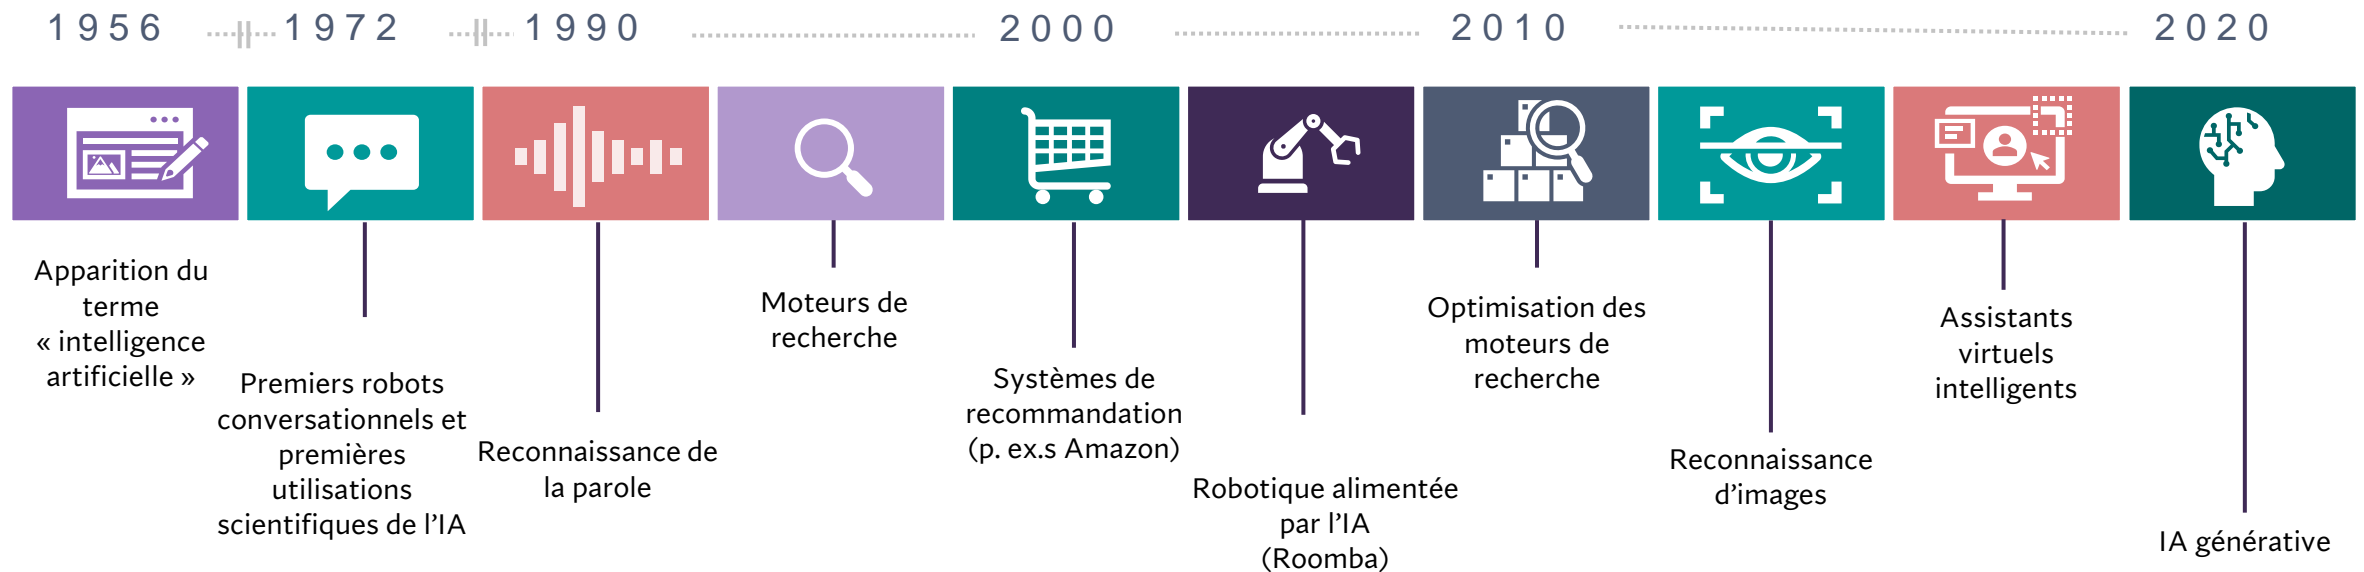 1956
1972
1990
2000
2010
2020
Apparition du
terme
« intelligence
artificielle »
Premiers robots
conversationnels et
premières
utilisations
scientifiques de l’IA
Reconnaissance de
la parole
Moteurs de
recherche
Systèmes de
recommandation
(p. ex.s Amazon)
Robotique alimentée
par l’IA
(Roomba)
Optimisation des
moteurs de
recherche
Reconnaissance
d’images
Assistants
virtuels
intelligents
IA générative